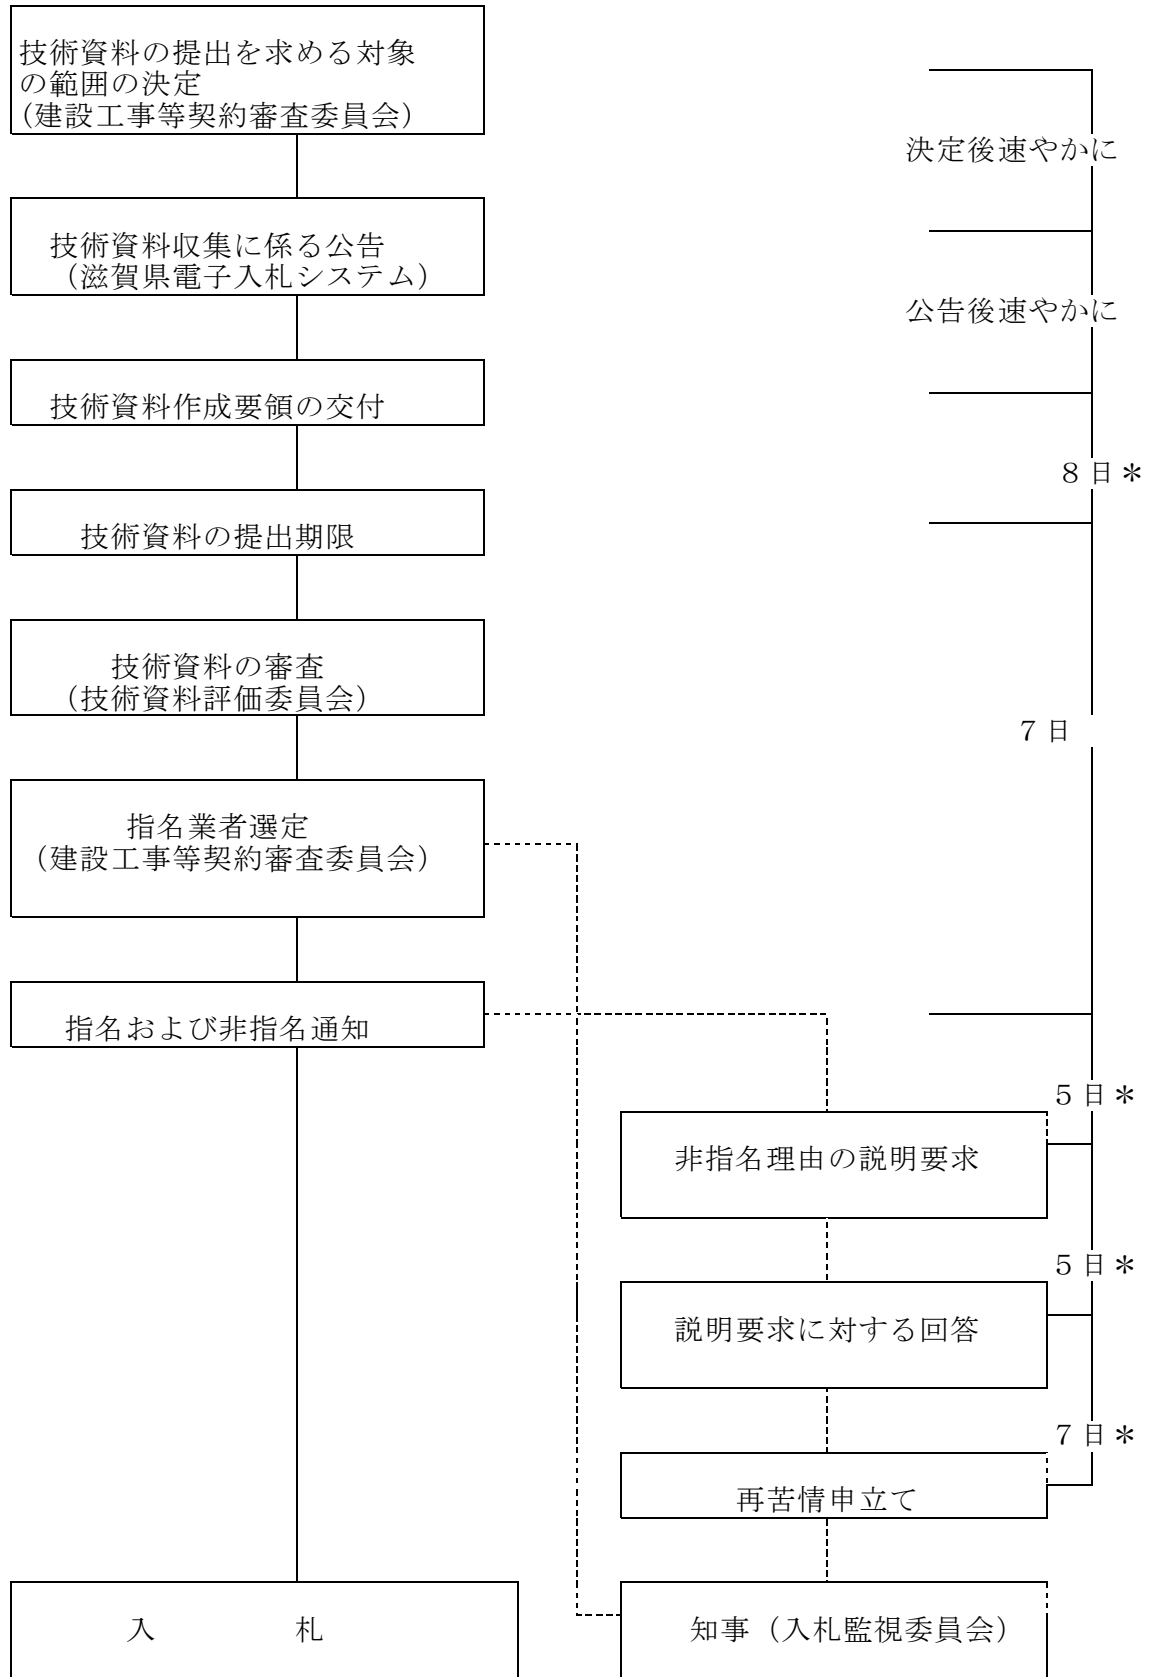 技術資料の提出を求める対象
の範囲の決定
(建設工事等契約審査委員会)
決定後速やかに
技術資料収集に係る公告
(滋賀県電子入札システム)
公告後速やかに
技術資料作成要領の交付
8日*
技術資料の提出期限
技術資料の審査
(技術資料評価委員会)
7日
指名業者選定
(建設工事等契約審査委員会)
指名および非指名通知
5日*
非指名理由の説明要求
5日*
説明要求に対する回答
7日*
再苦情申立て
入 札
知事(入札監視委員会)